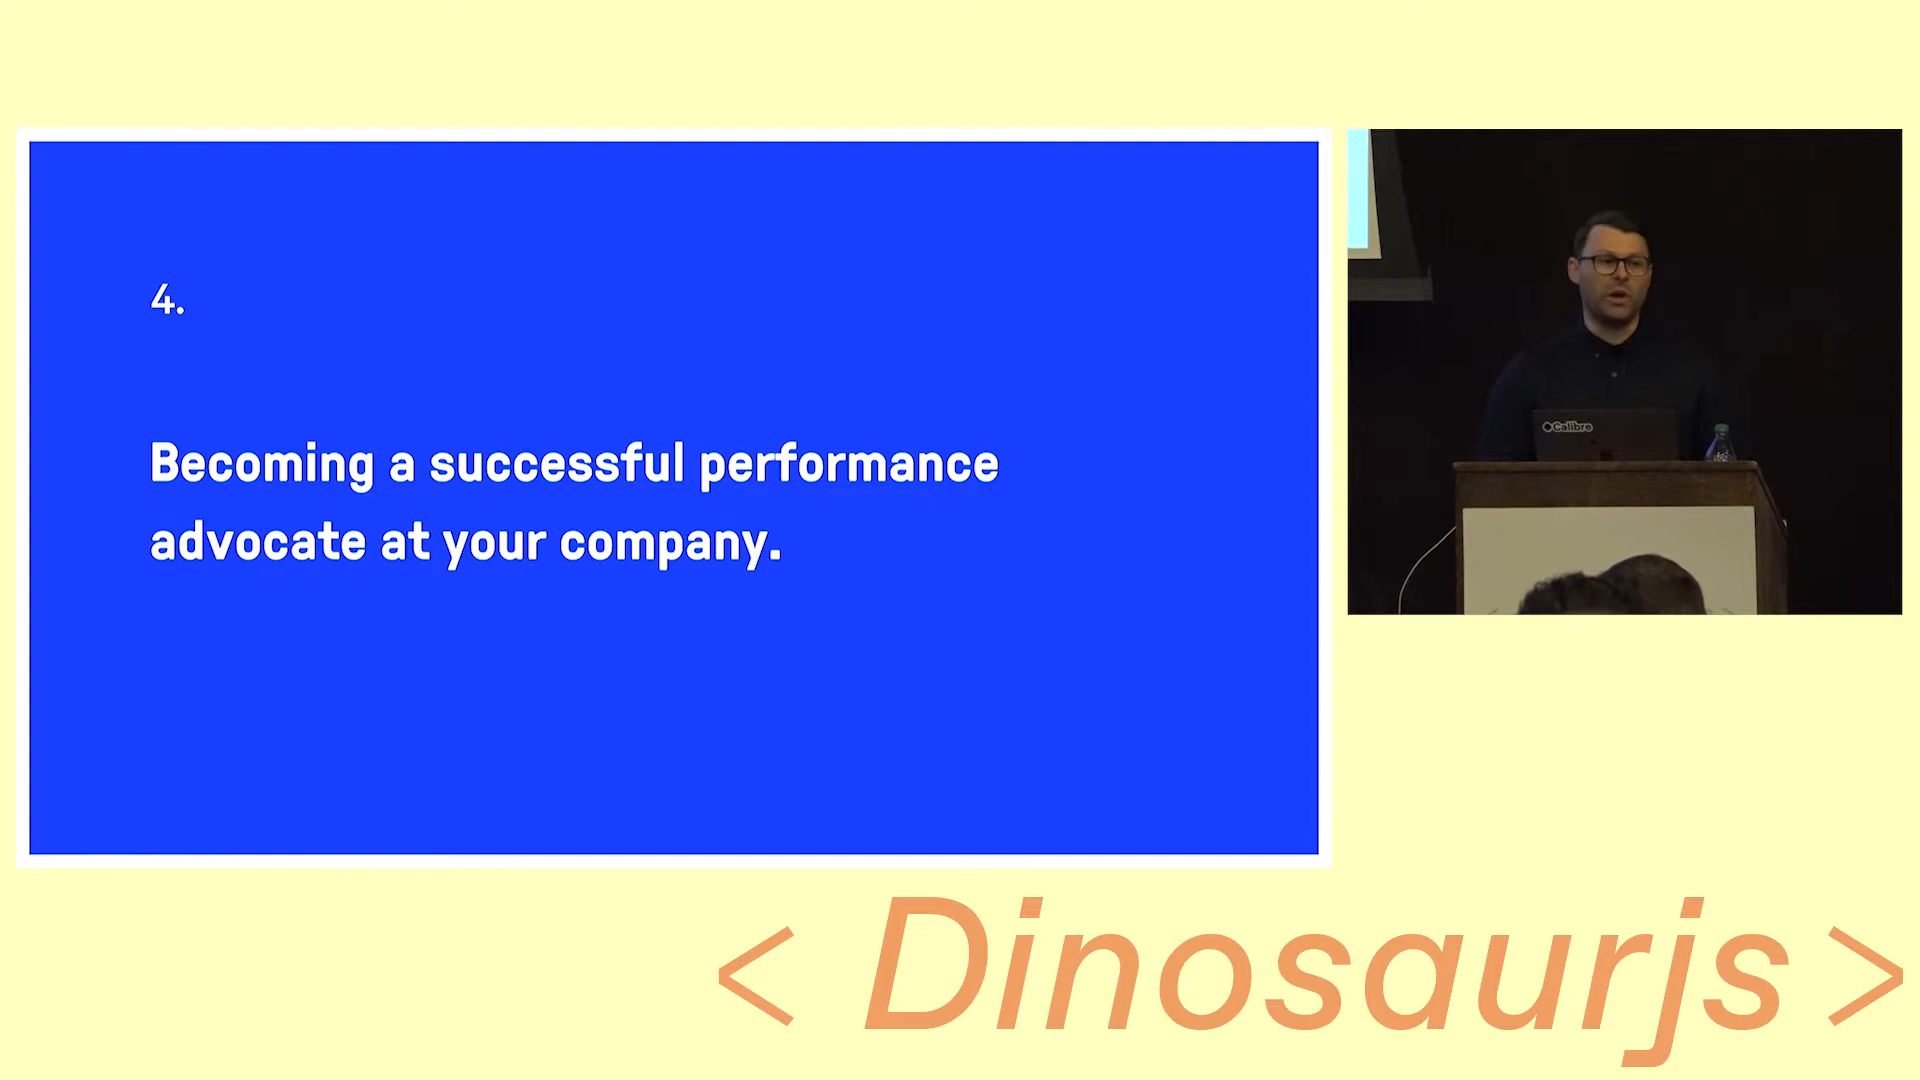 4.
Becoming a successful performance
advocate at your company.
Calibre
< Dinosaurjs >